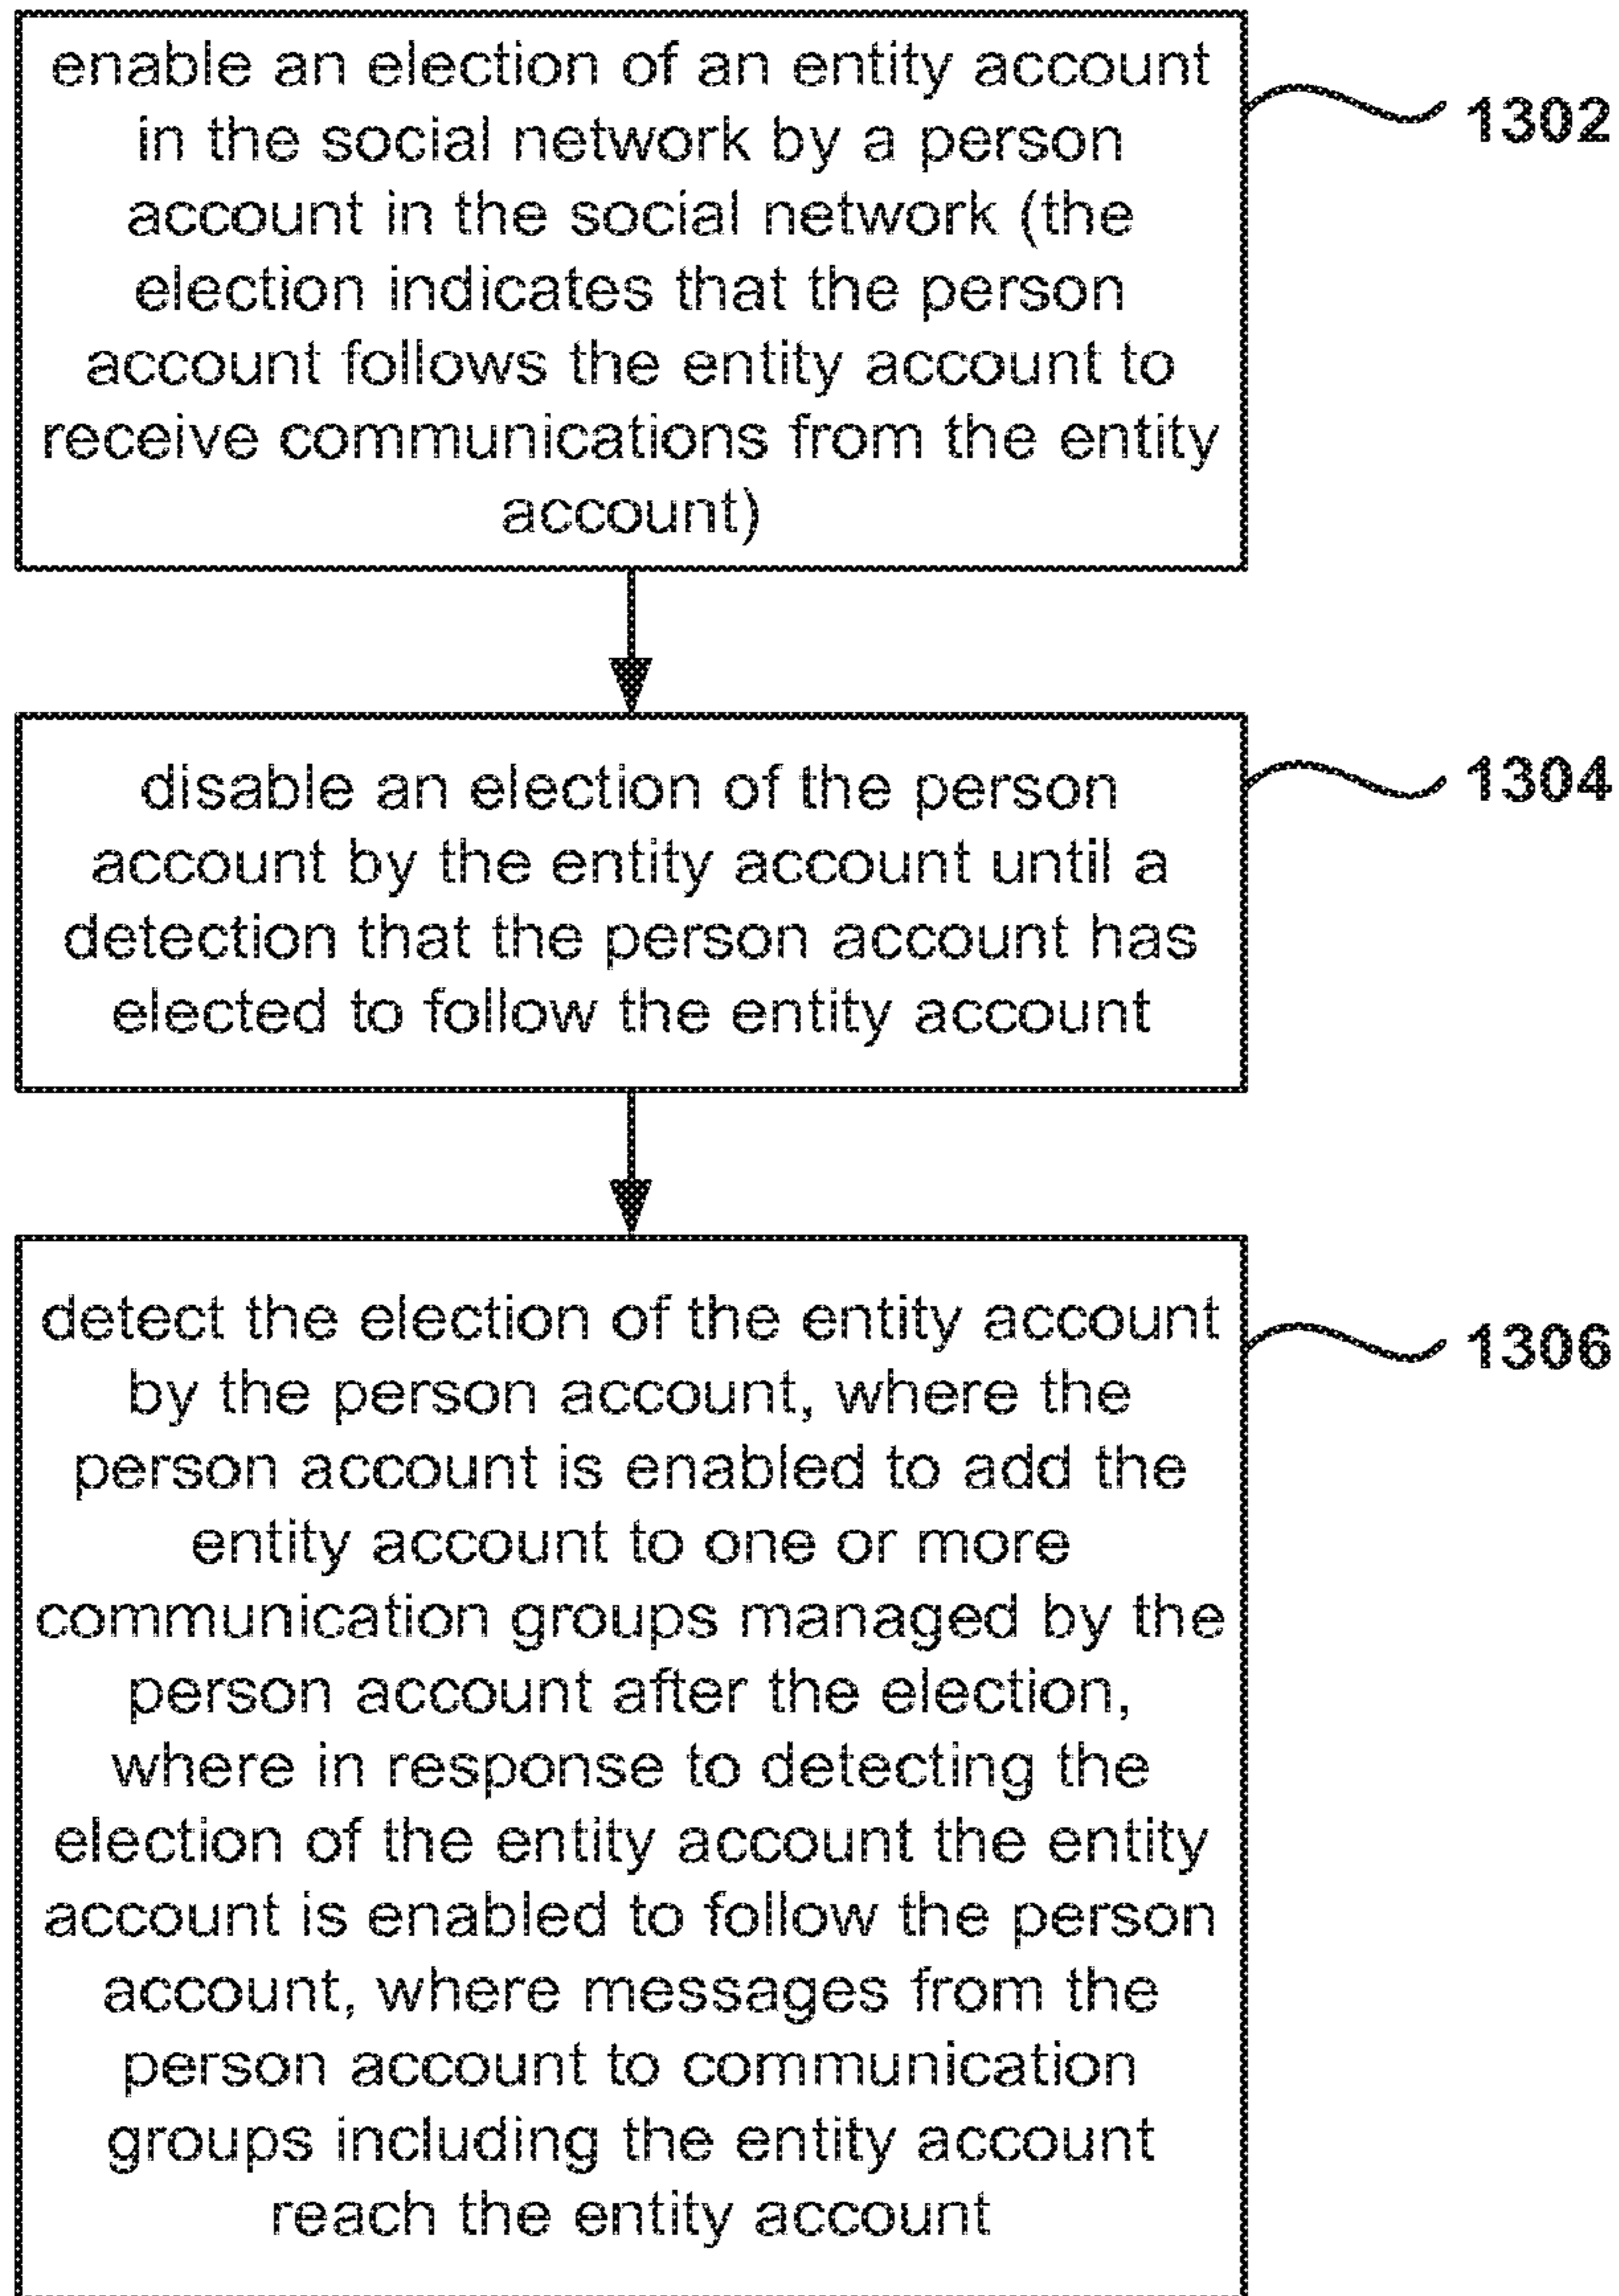 enable an election of an entity account
in the social network by a person
account in the social network (the
election indicates that the person
account follows the entity account to
receive communications from the entity
account)
1302
disable an election of the person
account by the entity account until a
detection that the person account has
elected to follow the entity account
1304
detect the election of the entity account
by the person account, where the
person account is enabled to add the
entity account to one or more
communication groups managed by the
person account after the election,
where in response to detecting the
election of the entity account the entity
account is enabled to follow the person
account, where messages from the
person account to communication
groups including the entity account
reach the entity account
1306